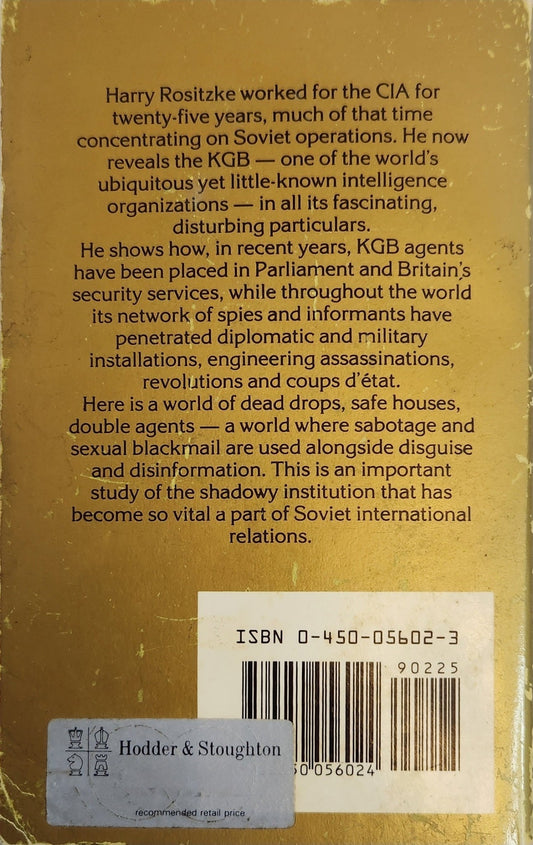 Harry Rositzke worked for the CIA for
twenty-five years, much of that time
concentrating on Soviet operations. He now
reveals the KGB — one of the world's
ubiquitous yet little-known intelligence
organizations — in all its fascinating,
disturbing particulars.
He shows how, in recent years, KGB agents
have been placed in Parliament and Britain's
security services, while throughout the world
its network of spies and informants have
penetrated diplomatic and military
installations, engineering assassinations,
revolutions and coups d'état.
Here is a world of dead drops, safe houses,
double agents — a world where sabotage and
sexual blackmail are used alongside disguise
and disinformation. This is an important
study of the shadowy institution that has
become so vital a part of Soviet international
relations.
ISBN 0-450-05602-3
90225
50 056024
Hodder & Stoughton
recommended retail price